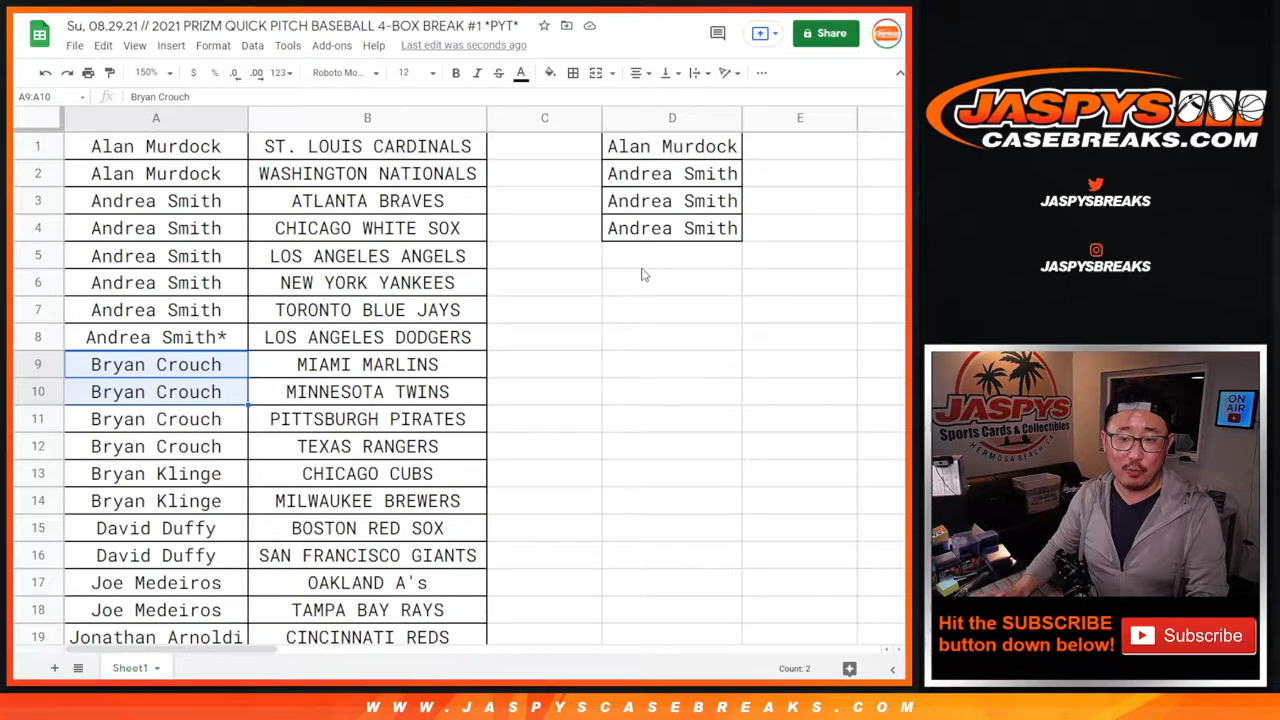 Su, 08.29.21 // 2021 PRIZM QUICK PITCH BASEBALL 4-BOX BREAK #1 *PYT*
File Edit View Insert Format Data Tools Add-ons Help Last edit was seconds ago
Share
150% $ % .0 .00 123 Roboto Mo... 12 B I S A
A9:A10 fx Bryan Crouch
A B C D E
1 Alan Murdock ST. LOUIS CARDINALS Alan Murdock
2 Alan Murdock WASHINGTON NATIONALS Andrea Smith
3 Andrea Smith ATLANTA BRAVES Andrea Smith
4 Andrea Smith CHICAGO WHITE SOX Andrea Smith
5 Andrea Smith LOS ANGELES ANGELS
6 Andrea Smith NEW YORK YANKEES
7 Andrea Smith TORONTO BLUE JAYS
8 Andrea Smith* LOS ANGELES DODGERS
9 Bryan Crouch MIAMI MARLINS
10 Bryan Crouch MINNESOTA TWINS
11 Bryan Crouch PITTSBURGH PIRATES
12 Bryan Crouch TEXAS RANGERS
13 Bryan Klinge CHICAGO CUBS
14 Bryan Klinge MILWAUKEE BREWERS
15 David Duffy BOSTON RED SOX
16 David Duffy SAN FRANCISCO GIANTS
17 Joe Medeiros OAKLAND A's
18 Joe Medeiros TAMPA BAY RAYS
19 Jonathan Arnoldi CINCINNATI REDS
Sheet1
Count: 2
JASPYS
CASEBREAKS.COM
JASPYSBREAKS
JASPYSBREAKS
JASPYS
Sports Cards & Collectibles
HERMOSA BEACH, CA
ON AIR
Hit the SUBSCRIBE
button down below!
Subscribe
WWW.JASPYSCASEBREAKS.COM